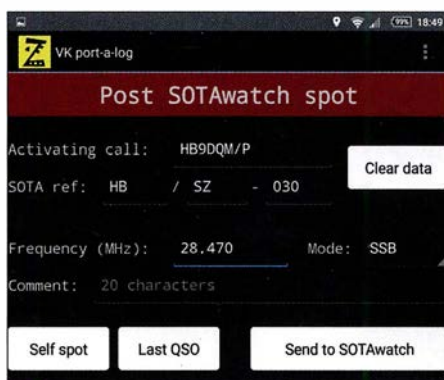 99% 18:49
VK port-a-log
Post SOTAwatch spot
Activating call: HB9DQM/P
Clear data
SOTA ref: HB / SZ - 030
Frequency (MHz): 28.470 Mode: SSB
Comment: 20 characters
Self spot Last QSO Send to SOTAwatch